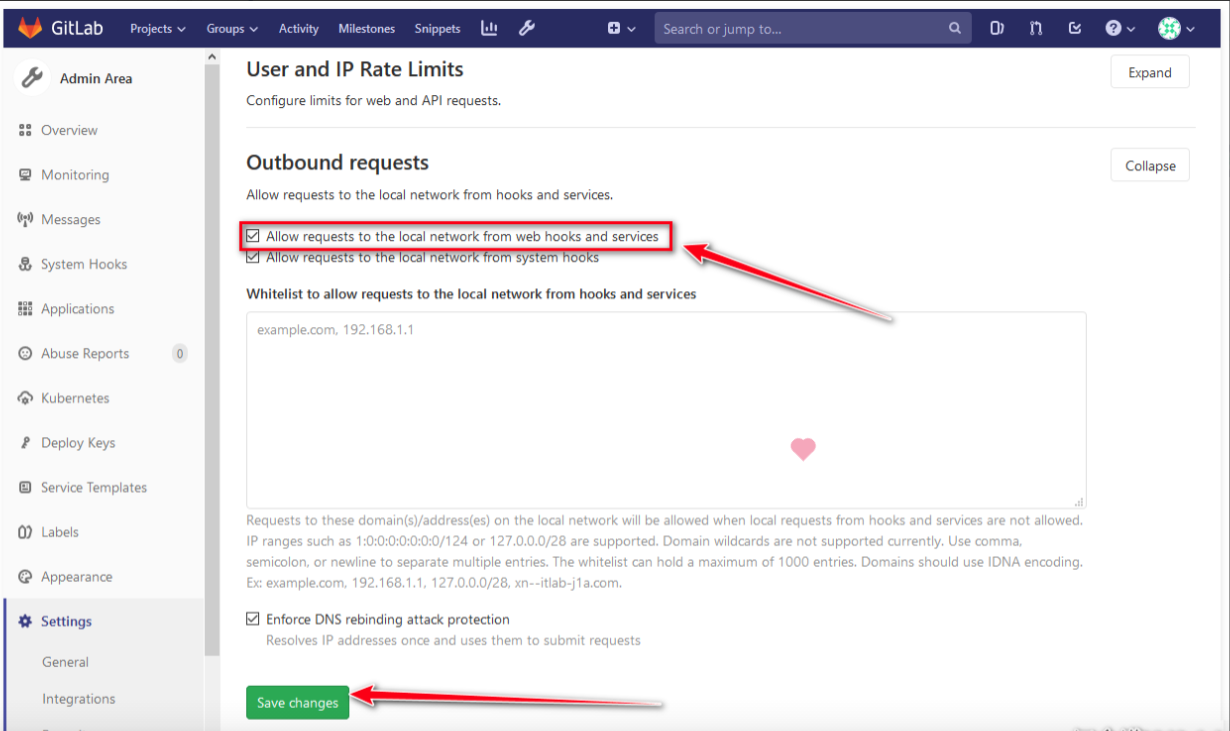 GitLab Projects Groups Activity Milestones Snippets Search or jump to...
Admin Area
Overview
Monitoring
Messages
System Hooks
Applications
Abuse Reports 0
Kubernetes
Deploy Keys
Service Templates
Labels
Appearance
Settings
General
Integrations
User and IP Rate Limits
Expand
Configure limits for web and API requests.
Outbound requests
Collapse
Allow requests to the local network from hooks and services.
Allow requests to the local network from web hooks and services
Allow requests to the local network from system hooks
Whitelist to allow requests to the local network from hooks and services
example.com, 192.168.1.1
Requests to these domain(s)/address(es) on the local network will be allowed when local requests from hooks and services are not allowed.
IP ranges such as 1:0:0:0:0:0:0:0/124 or 127.0.0.0/28 are supported. Domain wildcards are not supported currently. Use comma,
semicolon, or newline to separate multiple entries. The whitelist can hold a maximum of 1000 entries. Domains should use IDNA encoding.
Ex: example.com, 192.168.1.1, 127.0.0.0/28, xn--itlab-j1a.com.
Enforce DNS rebinding attack protection
Resolves IP addresses once and uses them to submit requests
Save changes